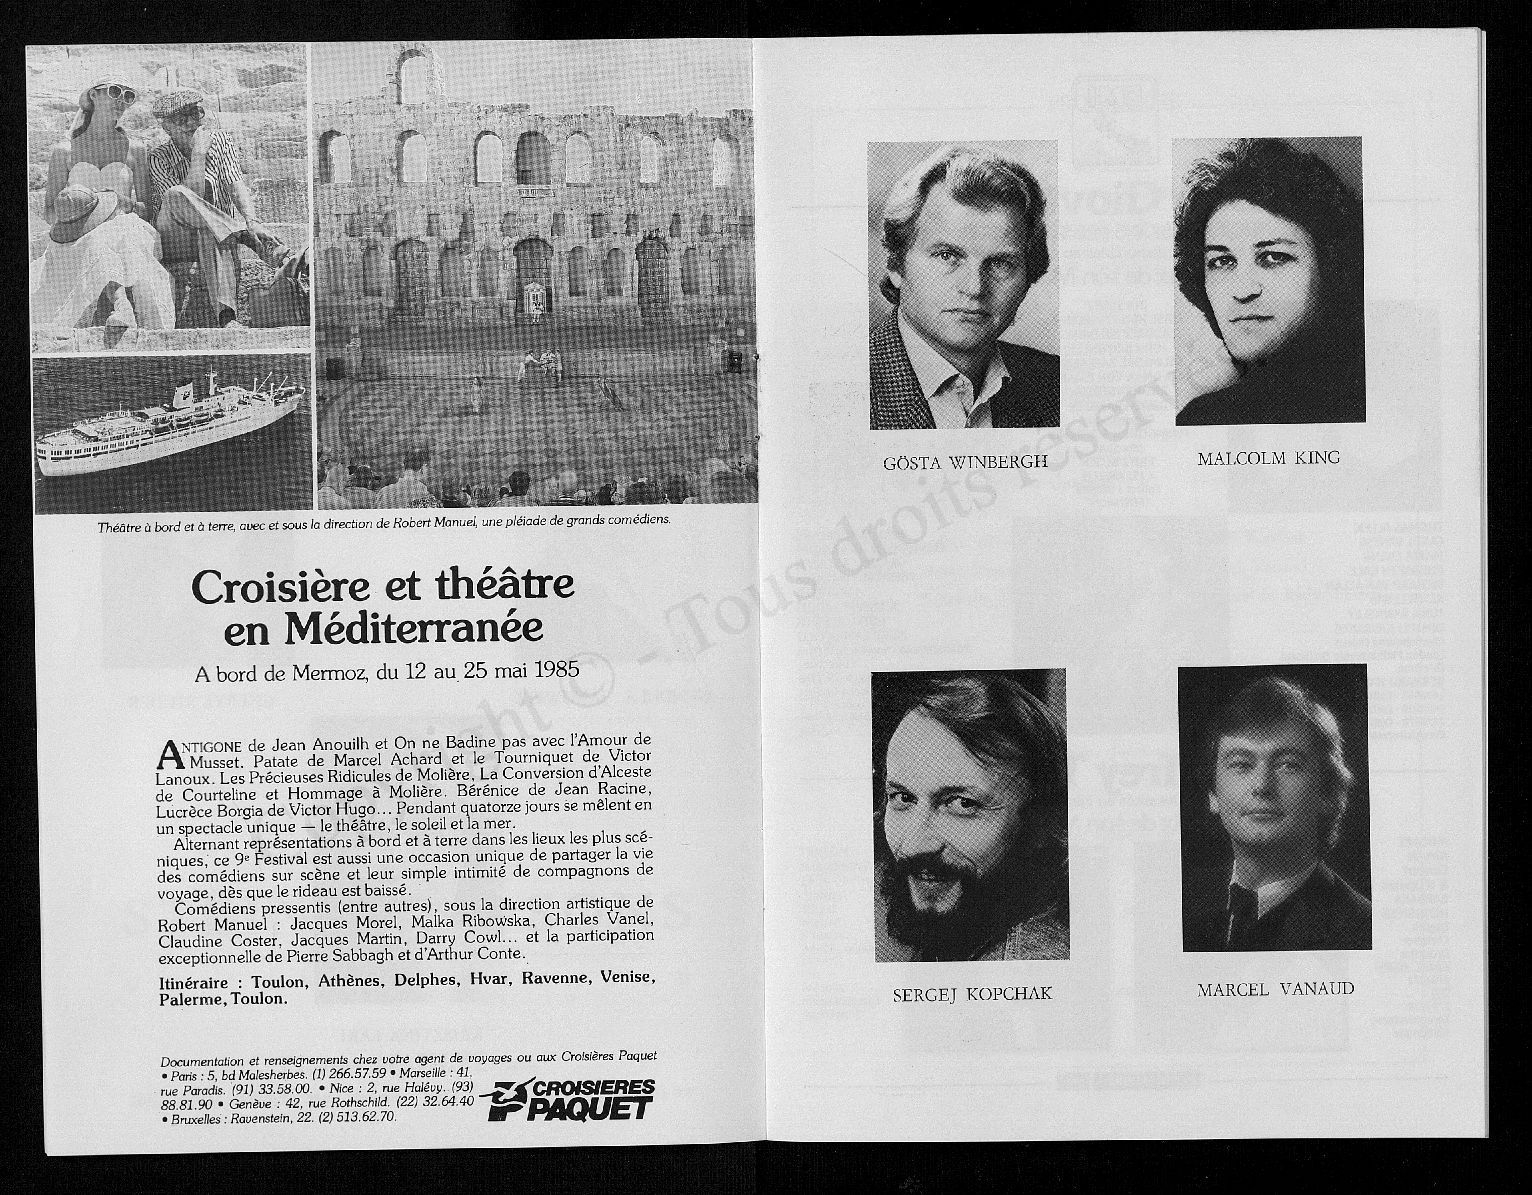 Théâtre à bord et à terre, avec et sous la direction de Robert Manuel, une pléiade de grands comédiens.
Croisière et théâtre
en Méditerranée
A bord de Mermoz, du 12 au 25 mai 1985
ANTIGONE de Jean Anouilh et On ne Badine pas avec l'Amour de
Musset. Patate de Marcel Achard et le Tourniquet de Victor
Lanoux. Les Précieuses Ridicules de Molière, La Conversion d'Alceste
de Courteline et Hommage à Molière. Bérénice de Jean Racine,
Lucrèce Borgia de Victor Hugo... Pendant quatorze jours se mêlent en
un spectacle unique — le théâtre, le soleil et la mer.
Alternant représentations à bord et à terre dans les lieux les plus scé-
niques, ce 9e Festival est aussi une occasion unique de partager la vie
des comédiens sur scène et leur simple intimité de compagnons de
voyage, dès que le rideau est baissé.
Comédiens pressentis (entre autres), sous la direction artistique de
Robert Manuel : Jacques Morel, Malka Ribowska, Charles Vanel,
Claudine Coster, Jacques Martin, Darry Cowl... et la participation
exceptionnelle de Pierre Sabbagh et d'Arthur Conte.
Itinéraire : Toulon, Athènes, Delphes, Hvar, Ravenne, Venise,
Palerme, Toulon.
Documentation et renseignements chez votre agent de voyages ou aux Croisières Paquet
• Paris : 5, bd Malesherbes. (1) 266.57.59 • Marseille : 41,
rue Paradis. (91) 33.58.00. • Nice : 2, rue Halévy. (93)
88.81.90 • Genève : 42, rue Rothschild. (22) 32.64.40
• Bruxelles : Ravenstein, 22. (2) 513.62.70.
CROISIERES
PAQUET
GÖSTA WINBERGH
MALCOLM KING
SERGEJ KOPCHAK
MARCEL VANAUD
© - Tous droits réservé